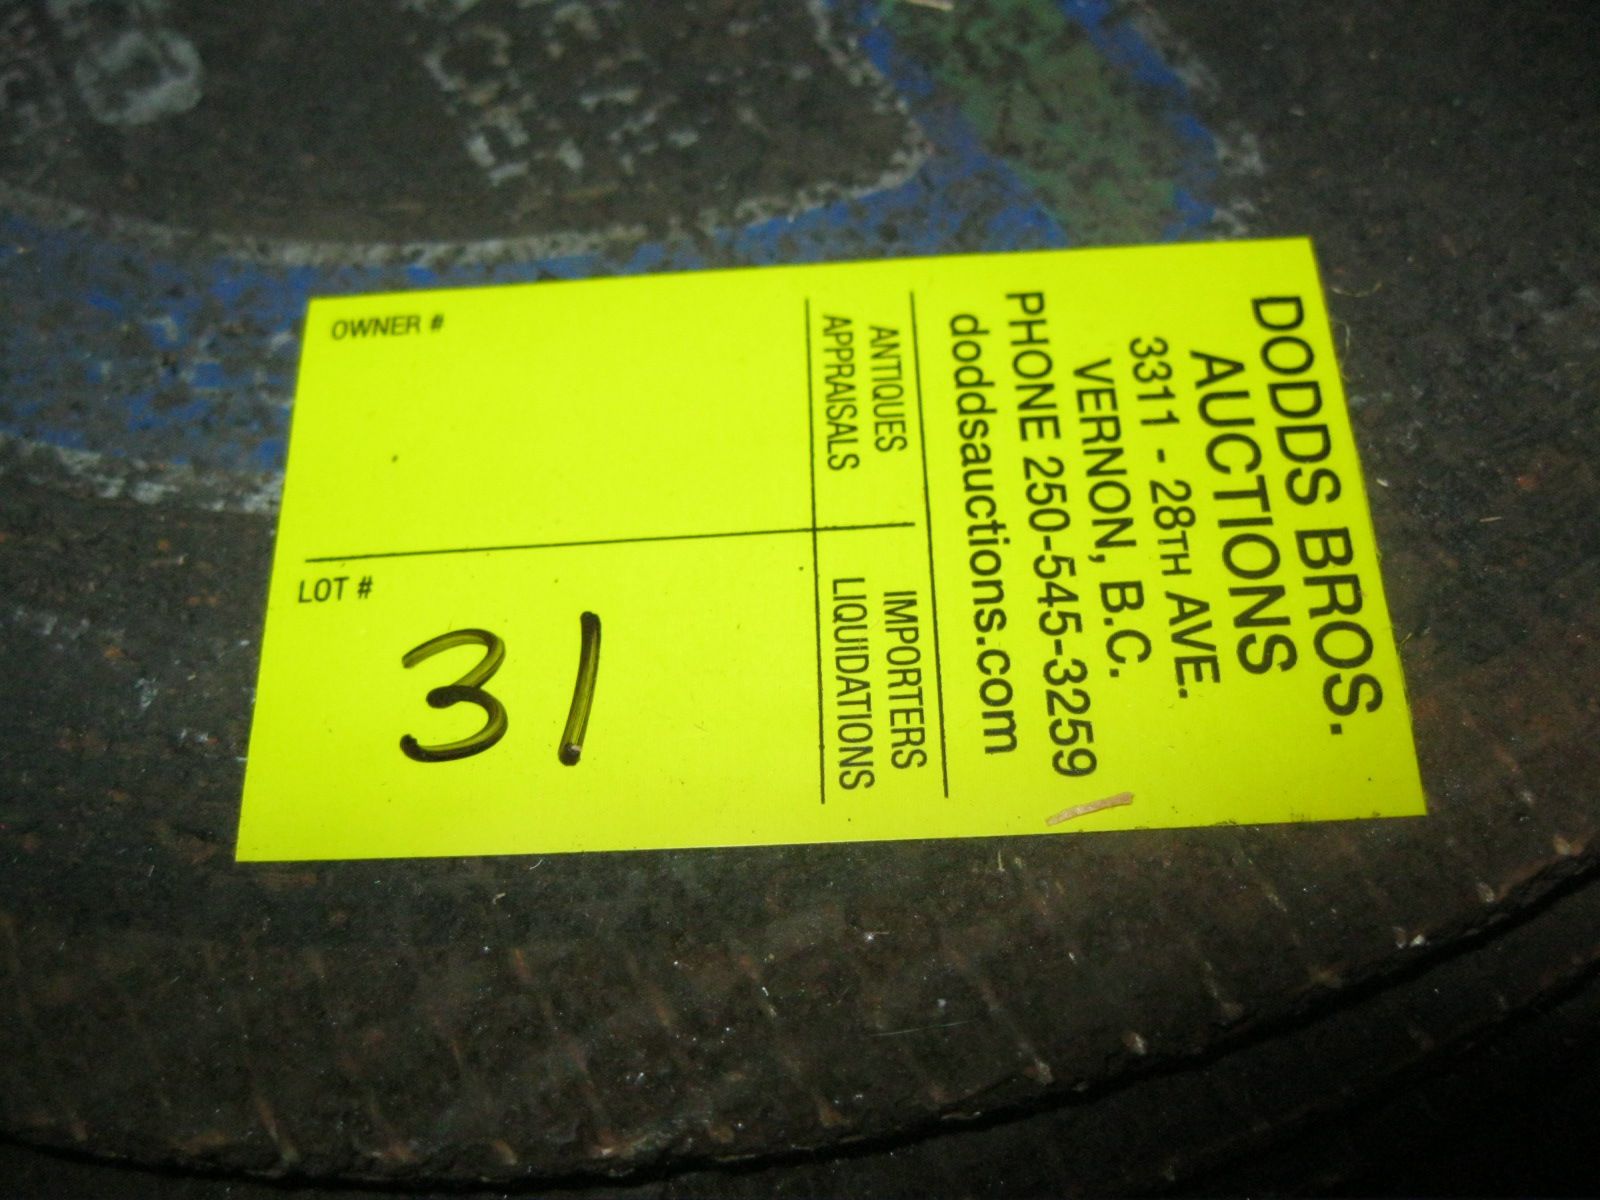 DODDS BROS.
AUCTIONS
3311 - 28TH AVE.
VERNON, B.C.
PHONE 250-545-3259
doddsauctions.com
ANTIQUES
APPRAISALS
IMPORTERS
LIQUIDATIONS
OWNER #
LOT #
31